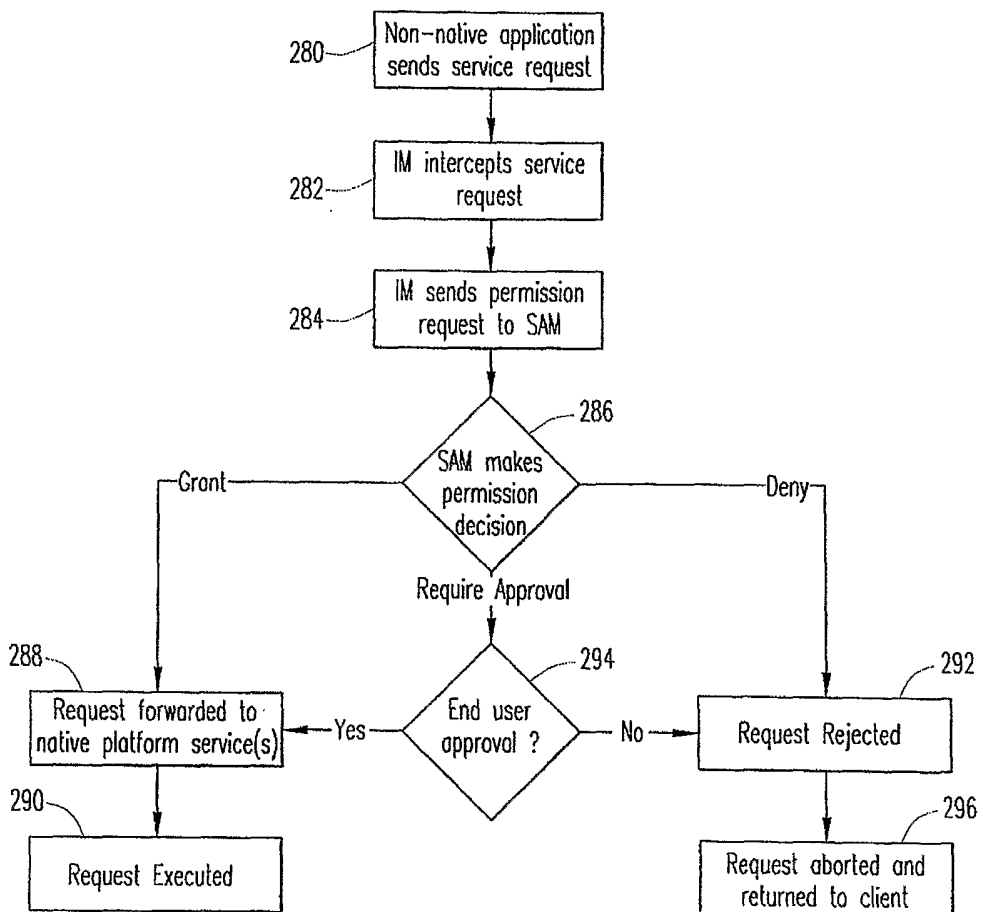 280
Non-native application
sends service request
282
IM intercepts service
request
284
IM sends permission
request to SAM
286
SAM makes
permission
decision
Grant
Deny
Require Approval
288
294
292
Request forwarded to
native platform service(s)
Yes
End user
approval ?
No
Request Rejected
290
296
Request Executed
Request aborted and
returned to client